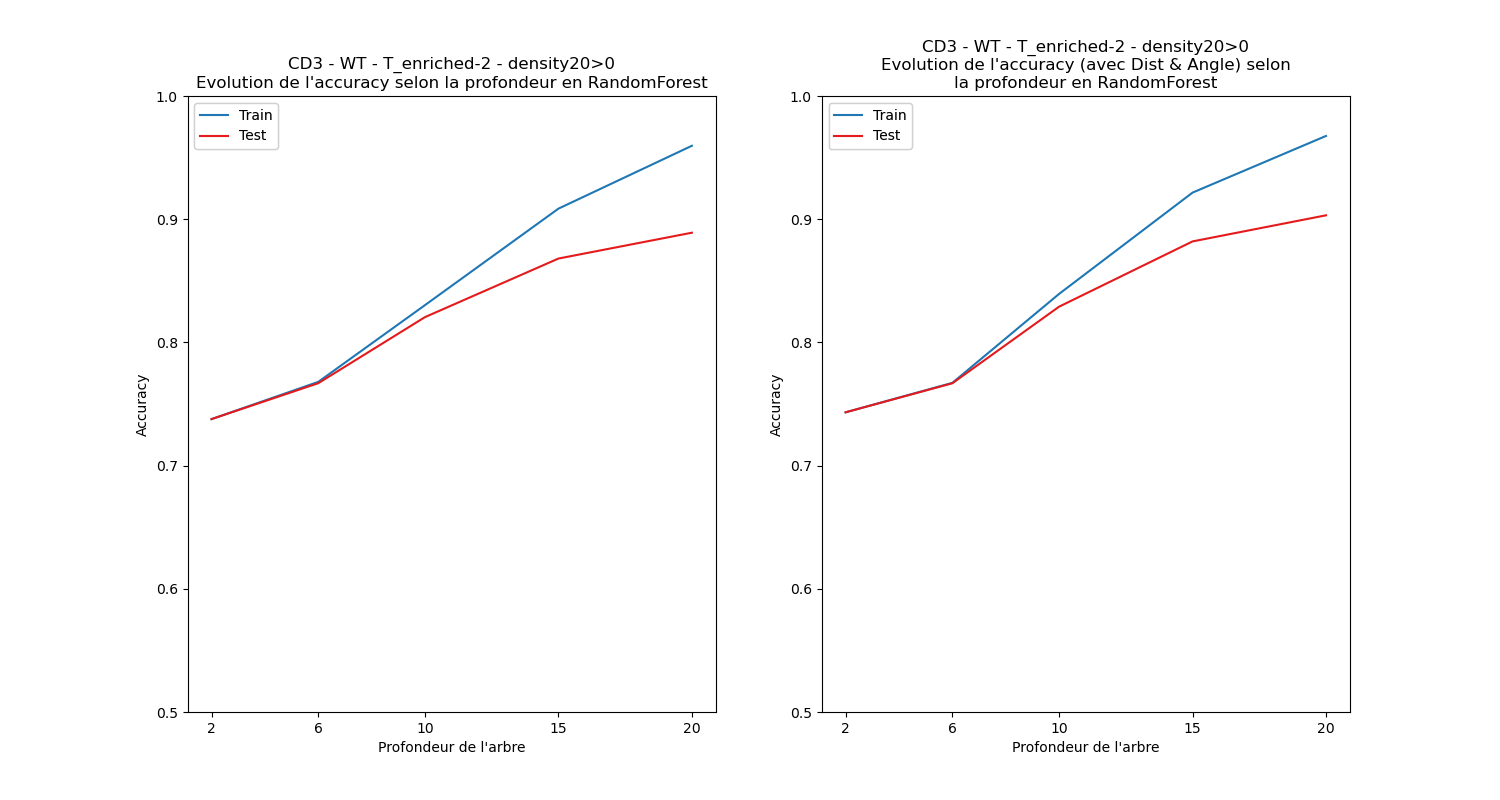 CD3 - WT - T_enriched-2 - density20>0
Evolution de l'accuracy selon la profondeur en RandomForest
1.0
0.9
0.8
0.7
0.6
0.5
Accuracy
Train
Test
2 6 10 15 20
Profondeur de l'arbre
CD3 - WT - T_enriched-2 - density20>0
Evolution de l'accuracy (avec Dist & Angle) selon
la profondeur en RandomForest
1.0
0.9
0.8
0.7
0.6
0.5
Accuracy
Train
Test
2 6 10 15 20
Profondeur de l'arbre